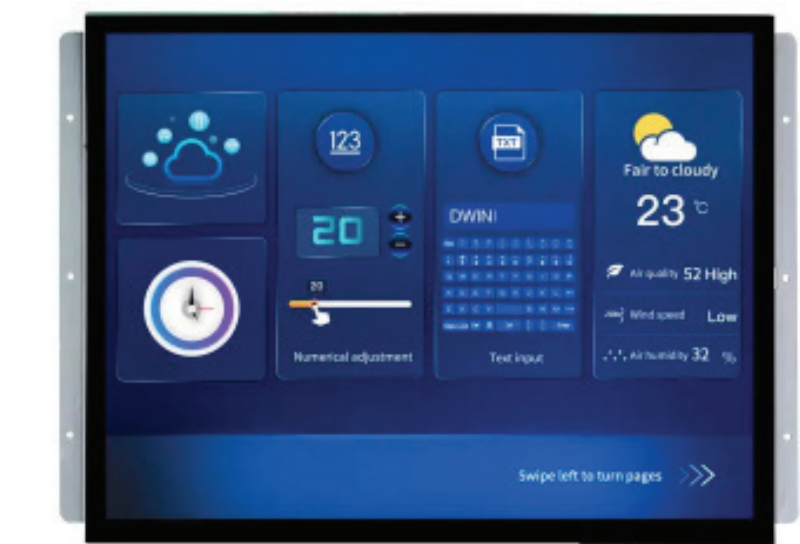 123
20
+
−
20
Numerical adjustment
TXT
DWIN
Text input
Fair to cloudy
23 ℃
Air quality 52 High
Wind speed Low
Air humidity 32 %
Swipe left to turn pages